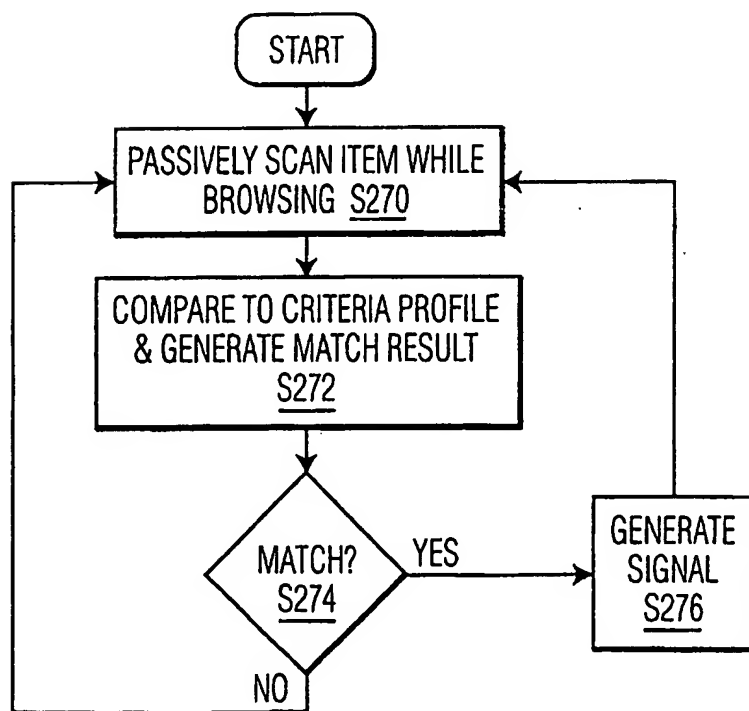 START
PASSIVELY SCAN ITEM WHILE
BROWSING S270
COMPARE TO CRITERIA PROFILE
& GENERATE MATCH RESULT
S272
MATCH?
S274
YES
GENERATE
SIGNAL
S276
NO